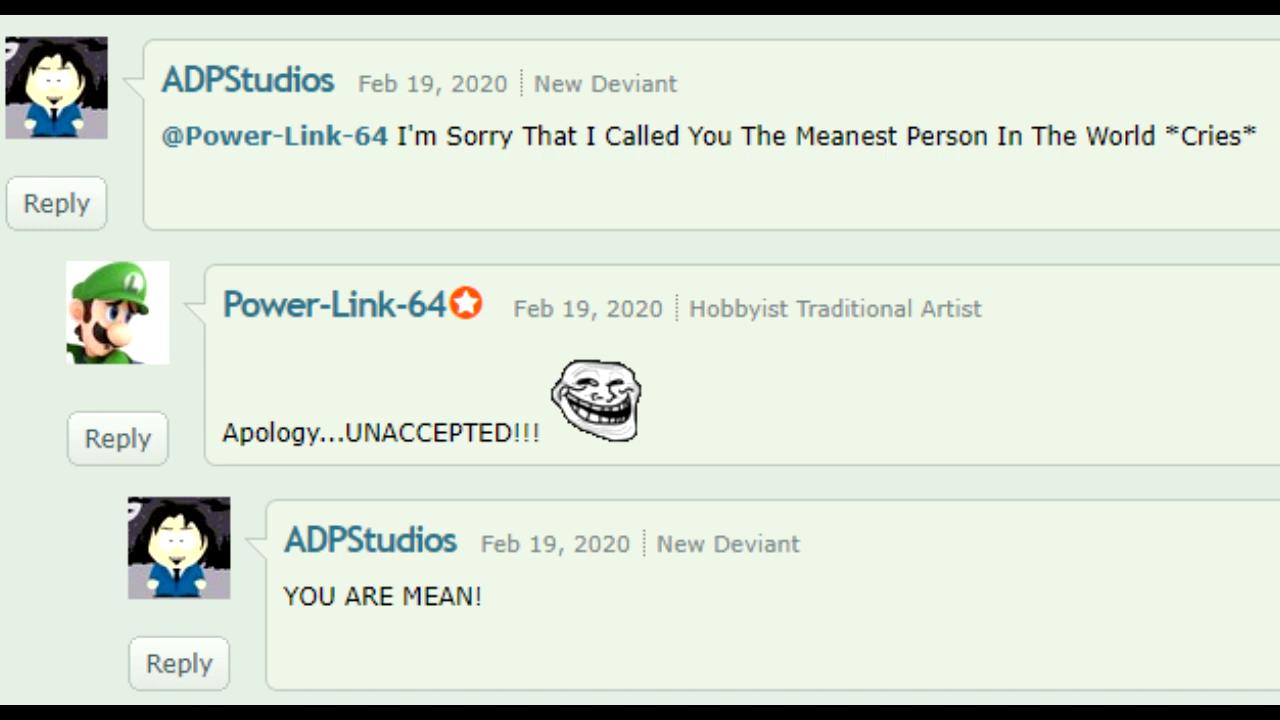 ADPStudios Feb 19, 2020 New Deviant
@Power-Link-64 I'm Sorry That I Called You The Meanest Person In The World *Cries*
Reply
Power-Link-64 Feb 19, 2020 Hobbyist Traditional Artist
Apology...UNACCEPTED!!!
Reply
ADPStudios Feb 19, 2020 New Deviant
YOU ARE MEAN!
Reply